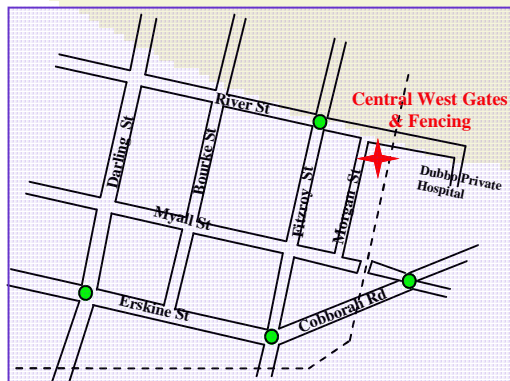 River St
Central West Gates
& Fencing
Darling St
Bourke St
Fitzroy St
Morgan St
Dubbo Private
Hospital
Myall St
Erskine St
Cobborah Rd